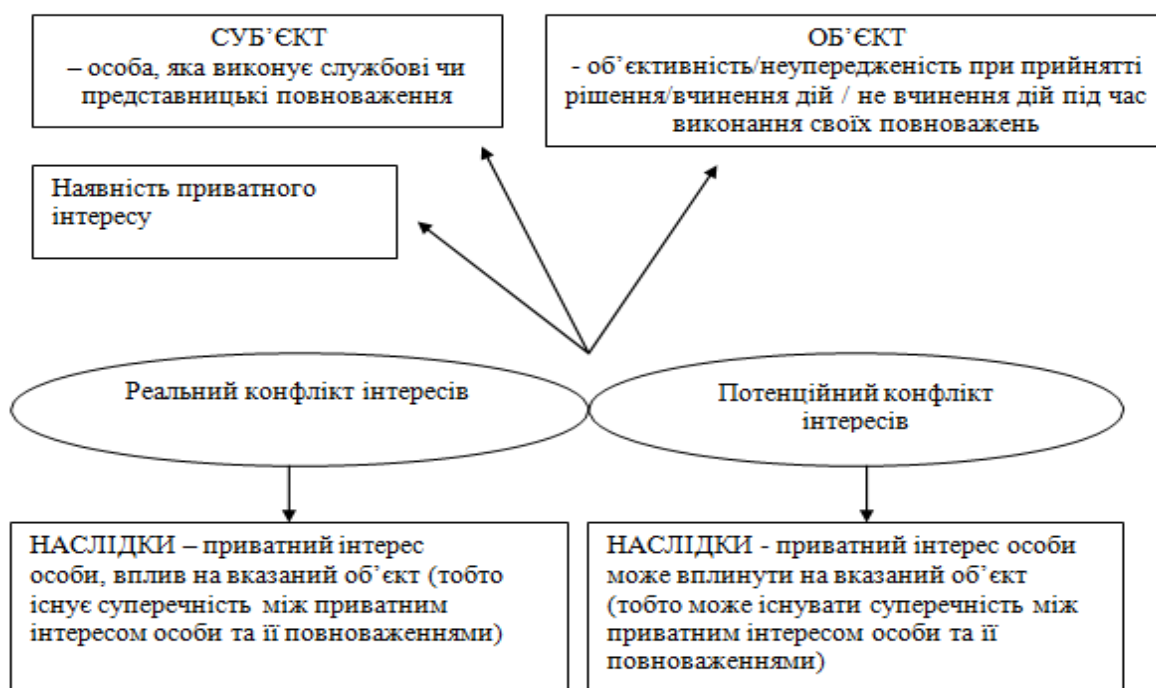 СУБ’ЄКТ
– особа, яка виконує службові чи
представницькі повноваження
ОБ’ЄКТ
- об’єктивність/неупередженість при прийнятті
рішення/вчинення дій / не вчинення дій під час
виконання своїх повноважень
Наявність приватного
інтересу
Реальний конфлікт інтересів
Потенційний конфлікт
інтересів
НАСЛІДКИ – приватний інтерес
особи, вплив на вказаний об’єкт (тобто
існує суперечність між приватним
інтересом особи та її повноваженнями)
НАСЛІДКИ - приватний інтерес особи
може вплинути на вказаний об’єкт
(тобто може існувати суперечність між
приватним інтересом особи та її
повноваженнями)